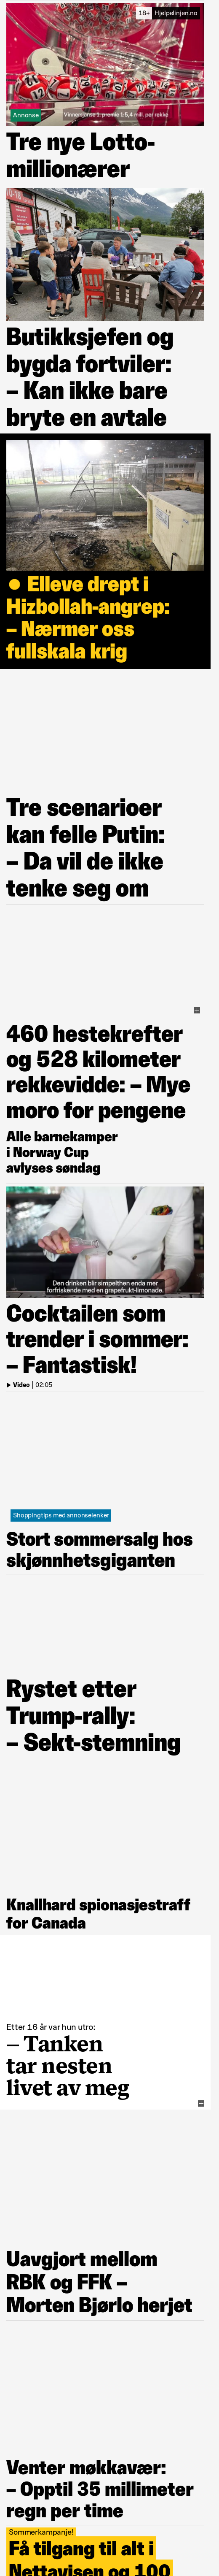 18+ Hjelpelinjen.no
Annonse
Vinnersjanse 1. premie 1:5,4 mill. per rekke
Tre nye Lotto-
millionærer
Butikksjefen og
bygda fortviler:
– Kan ikke bare
bryte en avtale
Elleve drept i
Hizbollah-angrep:
– Nærmer oss
fullskala krig
Tre scenarioer
kan felle Putin:
– Da vil de ikke
tenke seg om
460 hestekrefter
og 528 kilometer
rekkevidde: – Mye
moro for pengene
Alle barnekamper
i Norway Cup
avlyses søndag
Den drinken blir simpelthen enda mer
forfriskende med en grapefrukt-limonade.
Cocktailen som
trender i sommer:
– Fantastisk!
Video | 02:05
Shoppingtips med annonselenker
Stort sommersalg hos
skjønnhetsgiganten
Rystet etter
Trump-rally:
– Sekt-stemning
Knallhard spionasjestraff
for Canada
Etter 16 år var hun utro:
– Tanken
tar nesten
livet av meg
Uavgjort mellom
RBK og FFK –
Morten Bjørlo herjet
Venter møkkavær:
– Opptil 35 millimeter
regn per time
Sommerkampanje!
Få tilgang til alt i
Nettavisen og 100